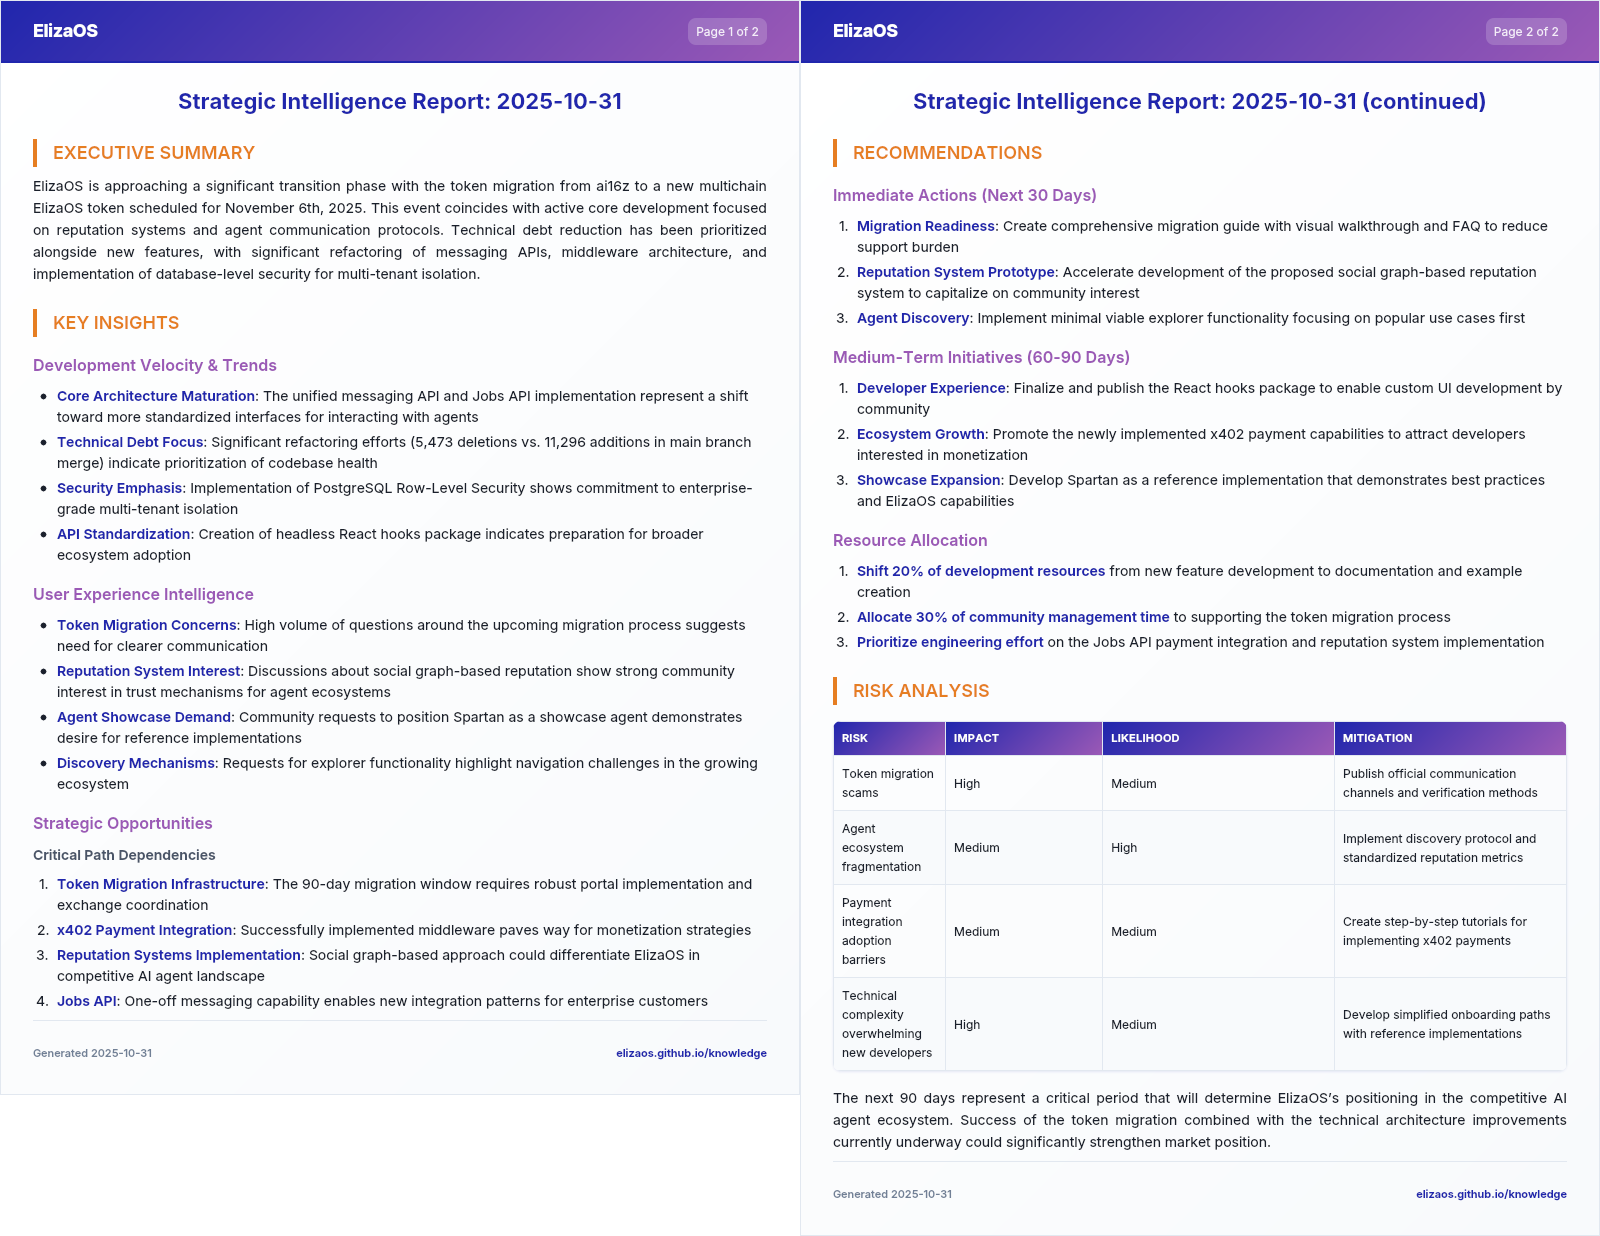 ElizaOS
Page 1 of 2
Strategic Intelligence Report: 2025-10-31
EXECUTIVE SUMMARY
ElizaOS is approaching a significant transition phase with the token migration from ai16z to a new multichain
ElizaOS token scheduled for November 6th, 2025. This event coincides with active core development focused
on reputation systems and agent communication protocols. Technical debt reduction has been prioritized
alongside new features, with significant refactoring of messaging APIs, middleware architecture, and
implementation of database-level security for multi-tenant isolation.
KEY INSIGHTS
Development Velocity & Trends
• Core Architecture Maturation: The unified messaging API and Jobs API implementation represent a shift
toward more standardized interfaces for interacting with agents
• Technical Debt Focus: Significant refactoring efforts (5,473 deletions vs. 11,296 additions in main branch
merge) indicate prioritization of codebase health
• Security Emphasis: Implementation of PostgreSQL Row-Level Security shows commitment to enterprise-
grade multi-tenant isolation
• API Standardization: Creation of headless React hooks package indicates preparation for broader
ecosystem adoption
User Experience Intelligence
• Token Migration Concerns: High volume of questions around the upcoming migration process suggests
need for clearer communication
• Reputation System Interest: Discussions about social graph-based reputation show strong community
interest in trust mechanisms for agent ecosystems
• Agent Showcase Demand: Community requests to position Spartan as a showcase agent demonstrates
desire for reference implementations
• Discovery Mechanisms: Requests for explorer functionality highlight navigation challenges in the growing
ecosystem
Strategic Opportunities
Critical Path Dependencies
1. Token Migration Infrastructure: The 90-day migration window requires robust portal implementation and
exchange coordination
2. x402 Payment Integration: Successfully implemented middleware paves way for monetization strategies
3. Reputation Systems Implementation: Social graph-based approach could differentiate ElizaOS in
competitive AI agent landscape
4. Jobs API: One-off messaging capability enables new integration patterns for enterprise customers
Generated 2025-10-31
elizaos.github.io/knowledge
ElizaOS
Page 2 of 2
Strategic Intelligence Report: 2025-10-31 (continued)
RECOMMENDATIONS
Immediate Actions (Next 30 Days)
1. Migration Readiness: Create comprehensive migration guide with visual walkthrough and FAQ to reduce
support burden
2. Reputation System Prototype: Accelerate development of the proposed social graph-based reputation
system to capitalize on community interest
3. Agent Discovery: Implement minimal viable explorer functionality focusing on popular use cases first
Medium-Term Initiatives (60-90 Days)
1. Developer Experience: Finalize and publish the React hooks package to enable custom UI development by
community
2. Ecosystem Growth: Promote the newly implemented x402 payment capabilities to attract developers
interested in monetization
3. Showcase Expansion: Develop Spartan as a reference implementation that demonstrates best practices
and ElizaOS capabilities
Resource Allocation
1. Shift 20% of development resources from new feature development to documentation and example
creation
2. Allocate 30% of community management time to supporting the token migration process
3. Prioritize engineering effort on the Jobs API payment integration and reputation system implementation
RISK ANALYSIS
RISK IMPACT LIKELIHOOD MITIGATION
Token migration
scams
High
Medium
Publish official communication
channels and verification methods
Agent
ecosystem
fragmentation
Medium
High
Implement discovery protocol and
standardized reputation metrics
Payment
integration
adoption
barriers
Medium
Medium
Create step-by-step tutorials for
implementing x402 payments
Technical
complexity
overwhelming
new developers
High
Medium
Develop simplified onboarding paths
with reference implementations
The next 90 days represent a critical period that will determine ElizaOS's positioning in the competitive AI
agent ecosystem. Success of the token migration combined with the technical architecture improvements
currently underway could significantly strengthen market position.
Generated 2025-10-31
elizaos.github.io/knowledge